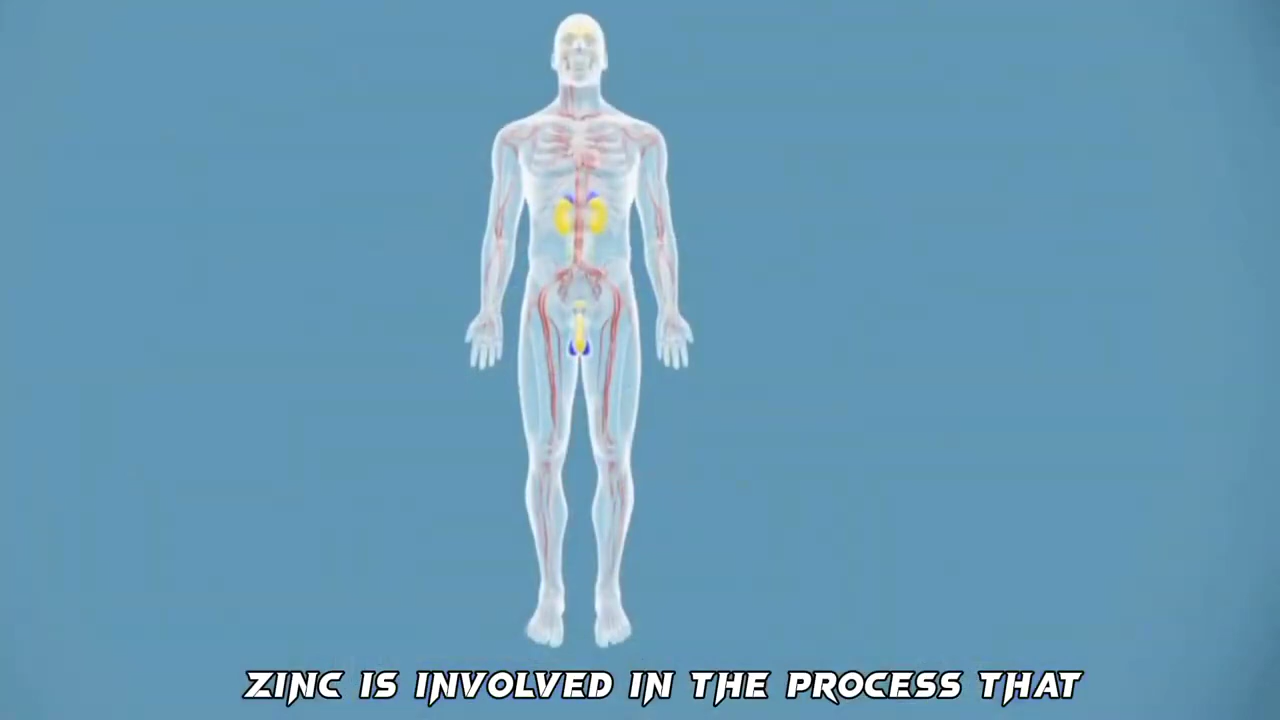 ZINC IS INVOLVED IN THE PROCESS THAT